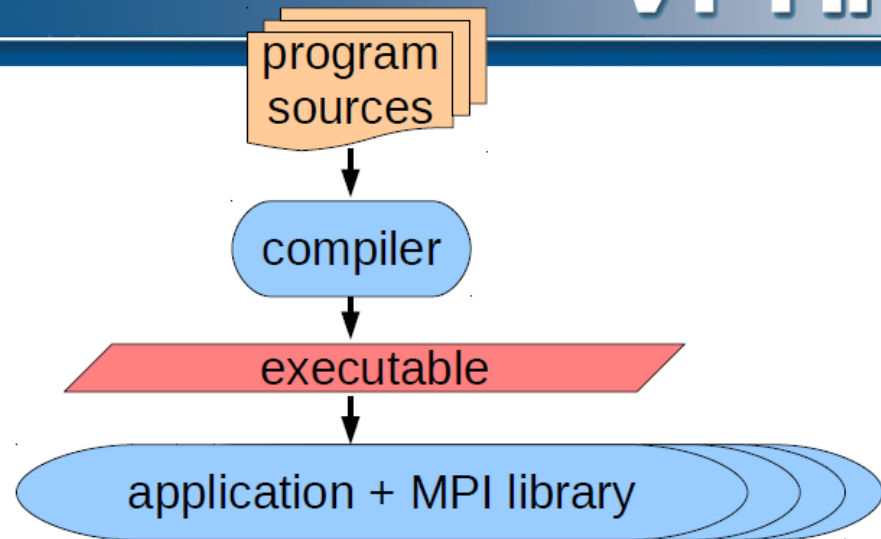 program
sources
compiler
executable
application + MPI library